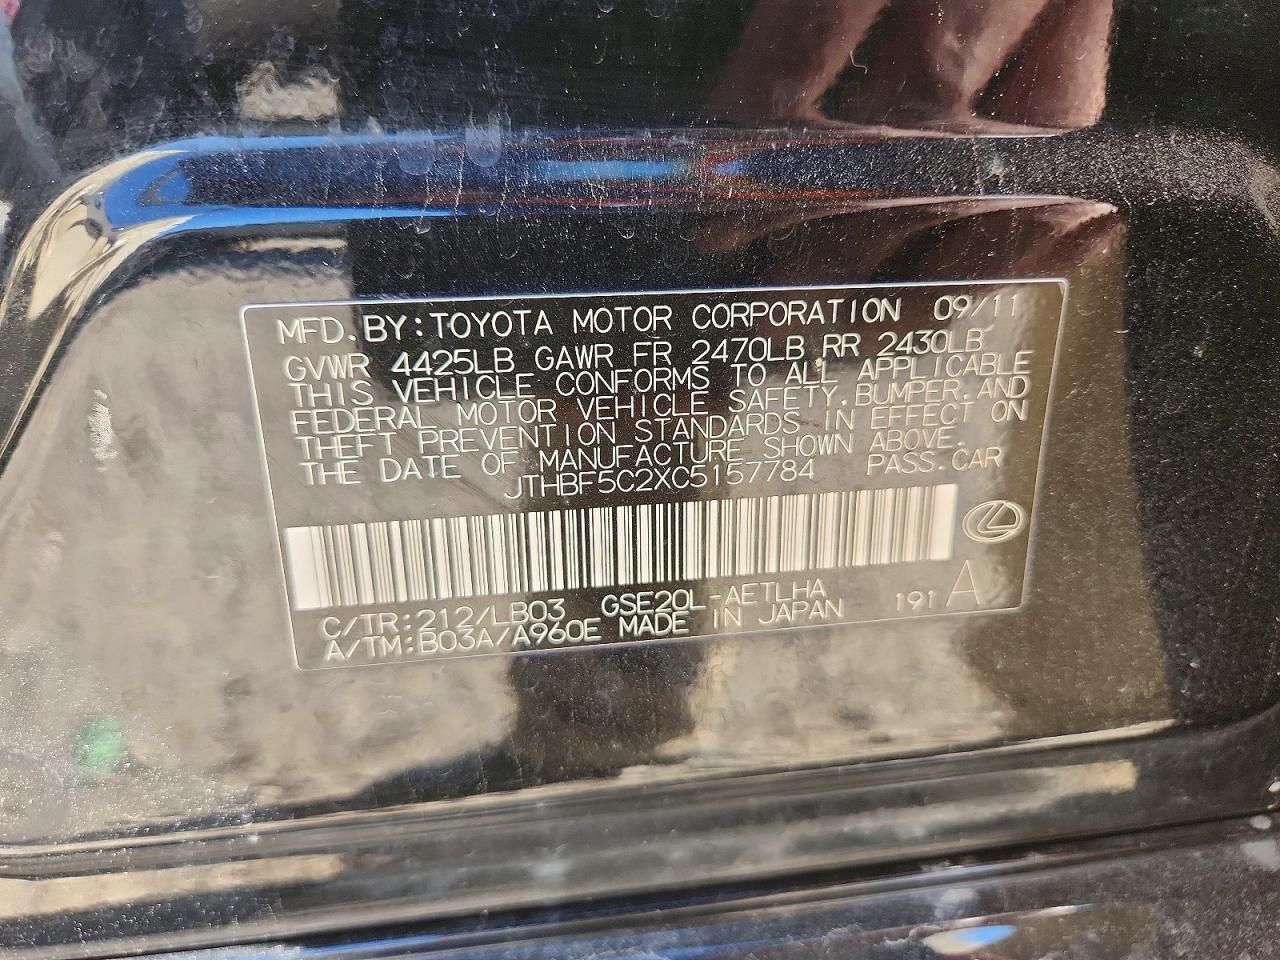 MFD. BY: TOYOTA MOTOR CORPORATION 09/11
GVWR 4425LB GAWR FR 2470LB RR 2430LB
THIS VEHICLE CONFORMS TO ALL APPLICABLE
FEDERAL MOTOR VEHICLE SAFETY, BUMPER, AND
THEFT PREVENTION STANDARDS IN EFFECT ON
THE DATE OF MANUFACTURE SHOWN ABOVE.
JTHBF5C2XC5157784 PASS. CAR
C/TR: 212/LB03 GSE20L-AETLHA
A/TM: B03A/A960E MADE IN JAPAN 191 A